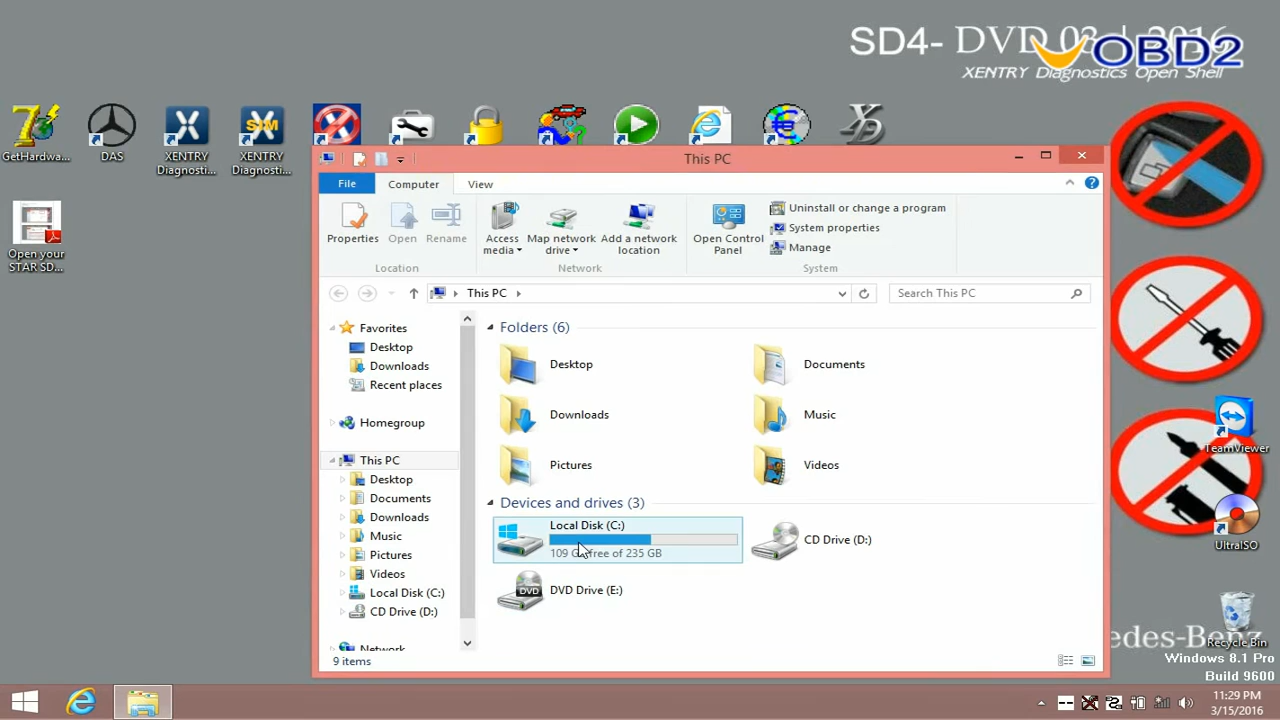 SD4- DVD 03 | 2016
UOBD2
XENTRY Diagnostics Open Shell
GetHardwa...
DAS
XENTRY
Diagnosti...
XENTRY
Diagnosti...
SIM
Open your
STAR SD...
This PC
File
Computer
View
Properties
Open
Rename
Access
media
Map network
drive
Add a network
location
Open Control
Panel
Uninstall or change a program
System properties
Manage
Location
Network
System
This PC
Search This PC
Favorites
Desktop
Downloads
Recent places
Homegroup
This PC
Desktop
Documents
Downloads
Music
Pictures
Videos
Local Disk (C:)
CD Drive (D:)
Network
9 items
Folders (6)
Desktop
Documents
Downloads
Music
Pictures
Videos
Devices and drives (3)
Local Disk (C:)
109 GB free of 235 GB
CD Drive (D:)
DVD
DVD Drive (E:)
TeamViewer
UltraISO
Recycle Bin
edes-Benz
Windows 8.1 Pro
Build 9600
11:29 PM
3/15/2016